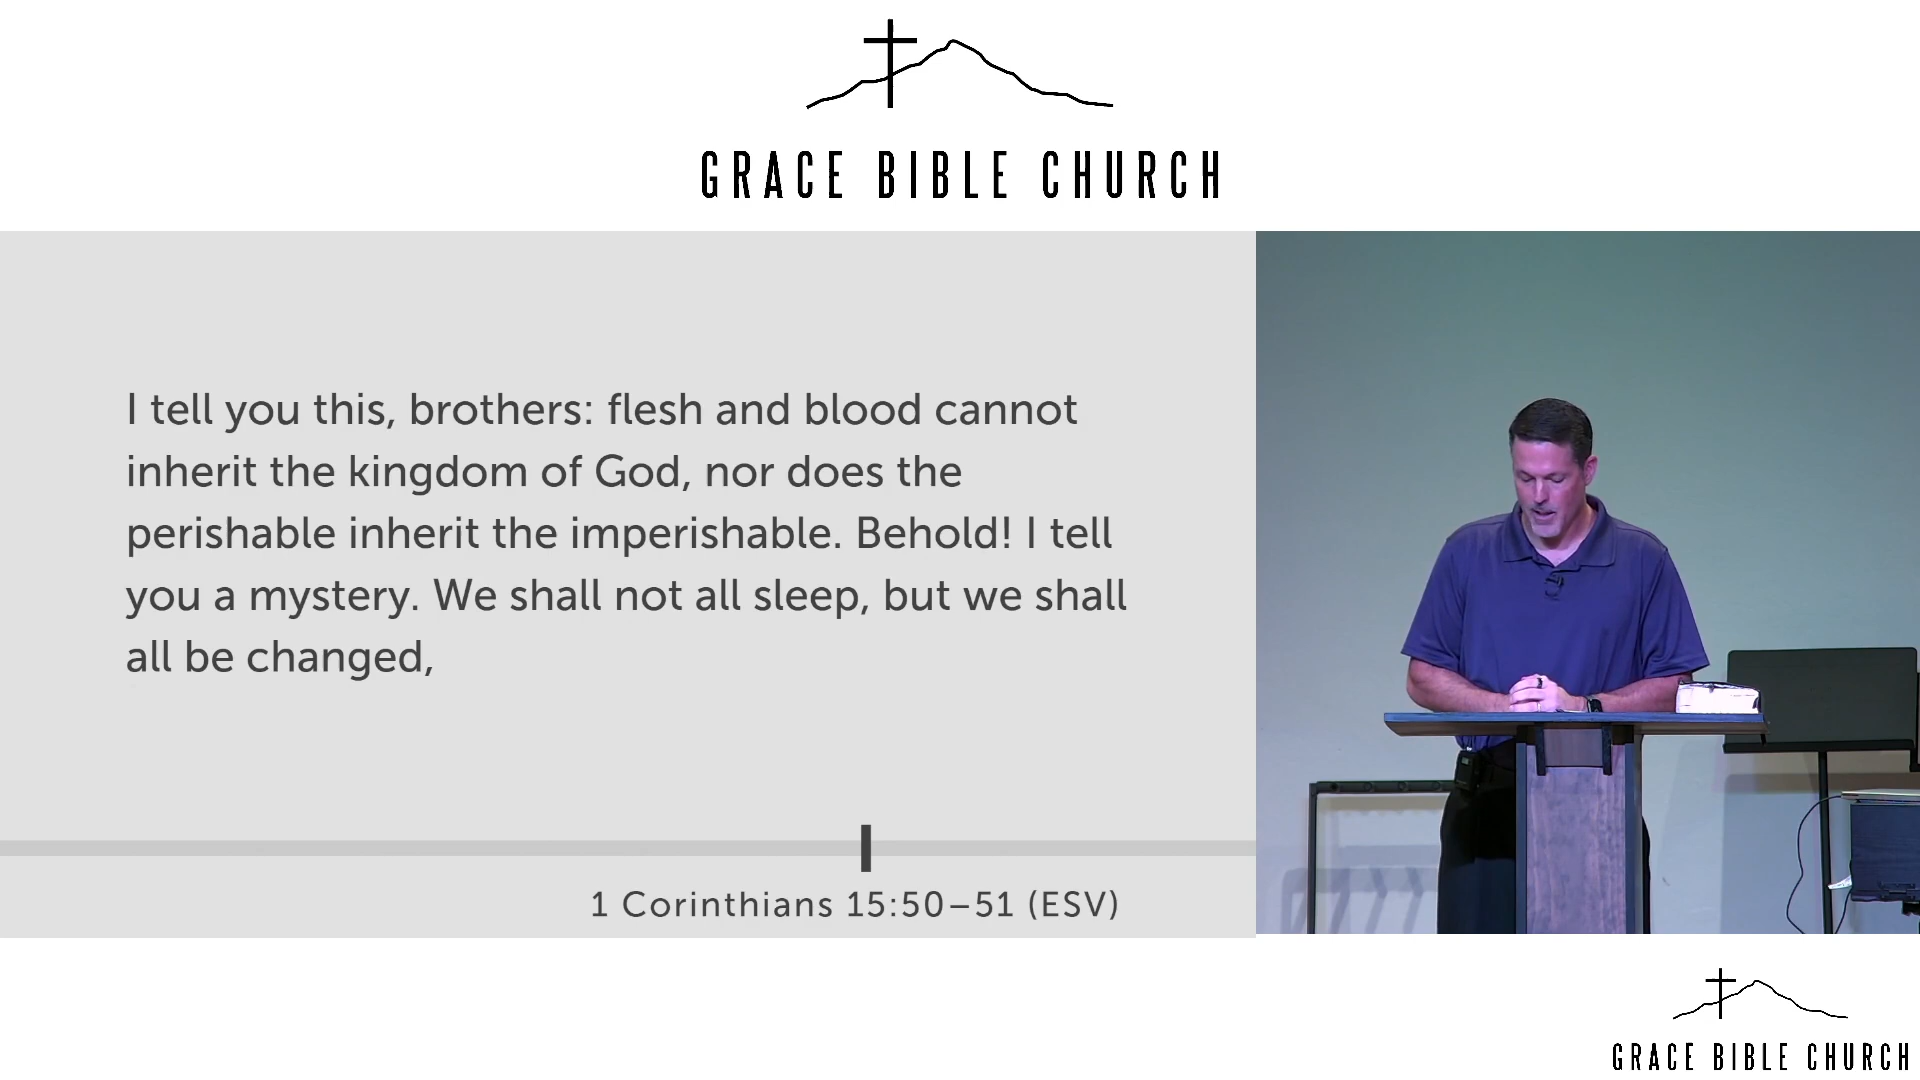 GRACE BIBLE CHURCH
I tell you this, brothers: flesh and blood cannot
inherit the kingdom of God, nor does the
perishable inherit the imperishable. Behold! I tell
you a mystery. We shall not all sleep, but we shall
all be changed,
1 Corinthians 15:50–51 (ESV)
GRACE BIBLE CHURCH